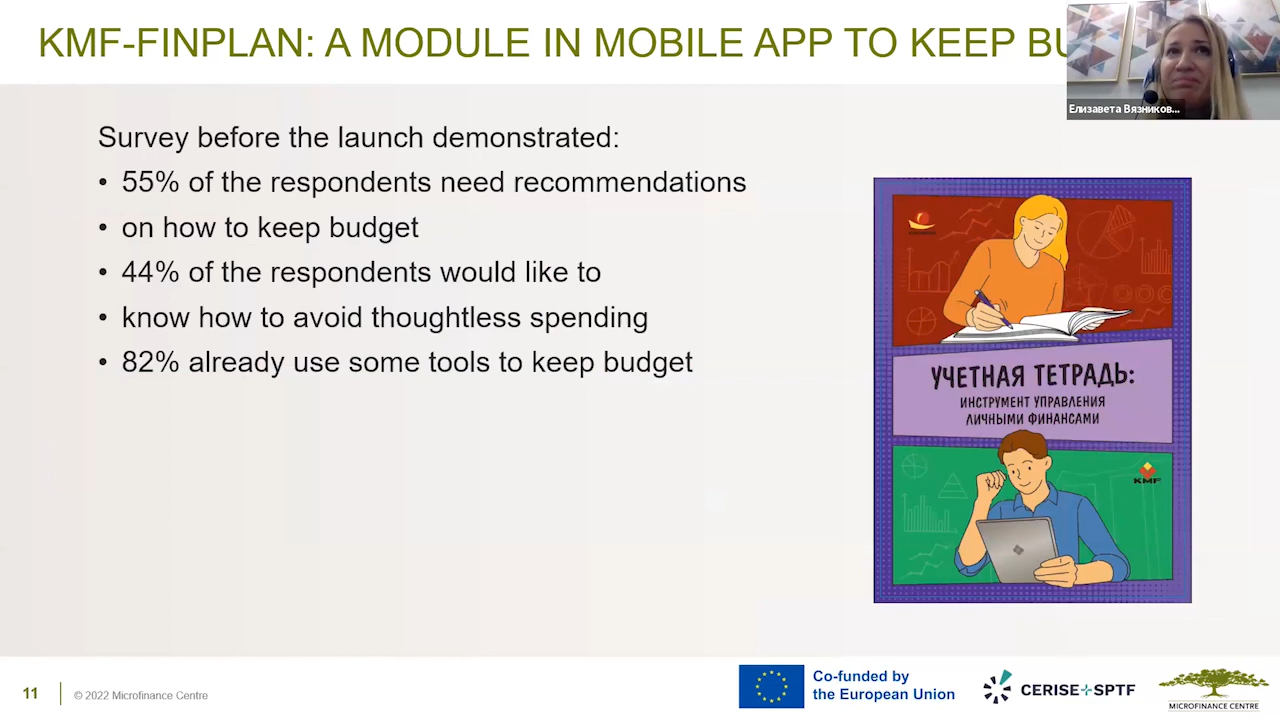 KMF-FINPLAN: A MODULE IN MOBILE APP TO KEEP BU
Елизавета Вязников...
Survey before the launch demonstrated:
• 55% of the respondents need recommendations
• on how to keep budget
• 44% of the respondents would like to
• know how to avoid thoughtless spending
• 82% already use some tools to keep budget
УЧЕТНАЯ ТЕТРАДЬ:
ИНСТРУМЕНТ УПРАВЛЕНИЯ
ЛИЧНЫМИ ФИНАНСАМИ
KMF
11
© 2022 Microfinance Centre
Co-funded by
the European Union
CERISE+SPTF
MICROFINANCE CENTRE